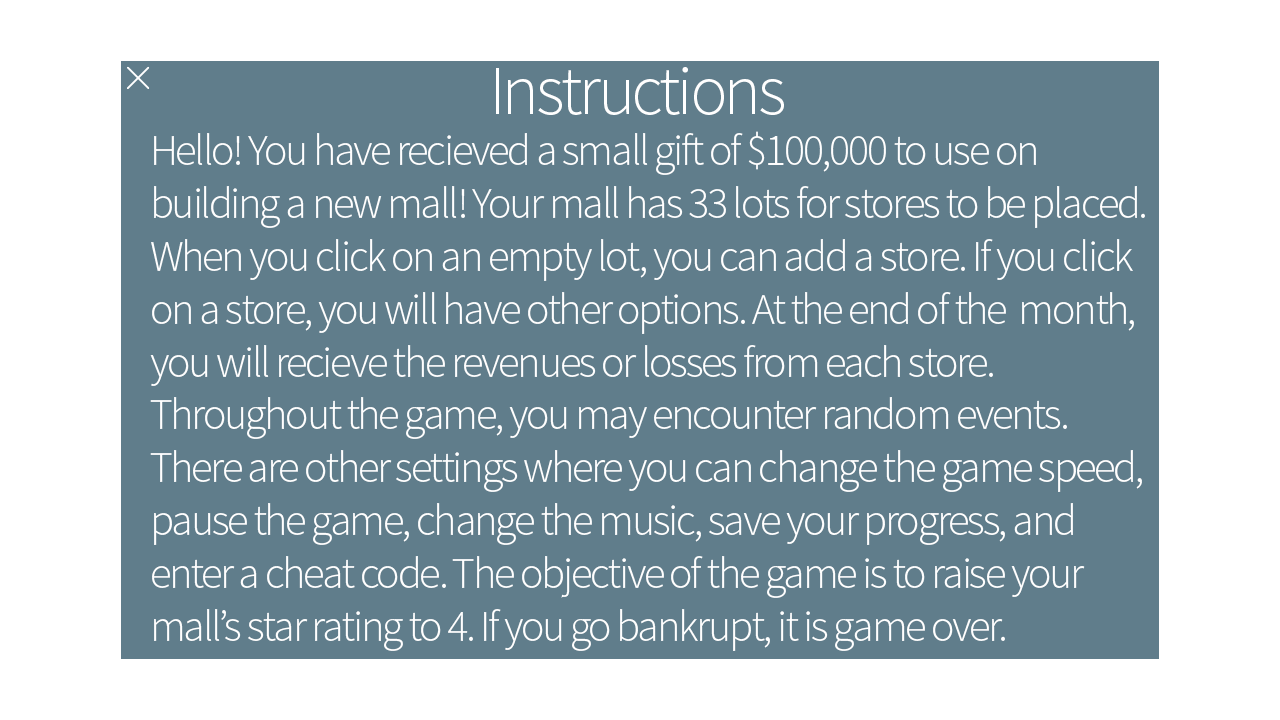 Instructions
Hello! You have recieved a small gift of $100,000 to use on
building a new mall! Your mall has 33 lots for stores to be placed.
When you click on an empty lot, you can add a store. If you click
on a store, you will have other options. At the end of the  month,
you will recieve the revenues or losses from each store.
Throughout the game, you may encounter random events.
There are other settings where you can change the game speed,
pause the game, change the music, save your progress, and
enter a cheat code. The objective of the game is to raise your
mall’s star rating to 4. If you go bankrupt, it is game over.